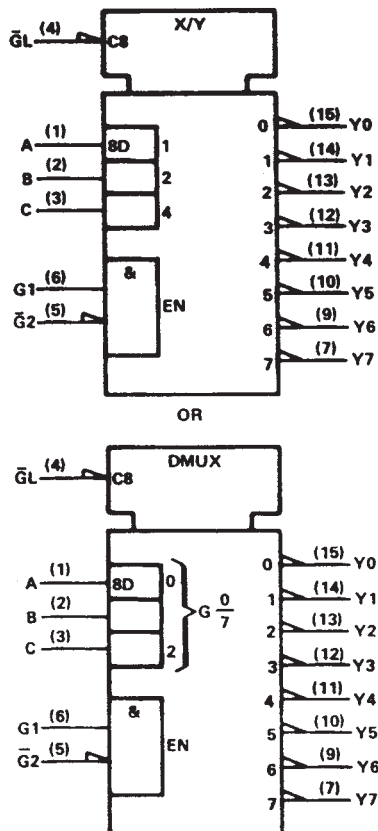 X/Y
G̅L (4) C8
0 (15) Y0
A (1) 8D 1
1 (14) Y1
B (2) 2
2 (13) Y2
C (3) 4
3 (12) Y3
4 (11) Y4
&
G1 (6)
5 (10) Y5
EN
G̅2 (5)
6 (9) Y6
7 (7) Y7
OR
DMUX
G̅L (4) C8
0 (15) Y0
A (1) 8D 0
1 (14) Y1
B (2) G 0/7
2 (13) Y2
C (3) 2
3 (12) Y3
4 (11) Y4
&
G1 (6)
5 (10) Y5
EN
G̅2 (5)
6 (9) Y6
7 (7) Y7